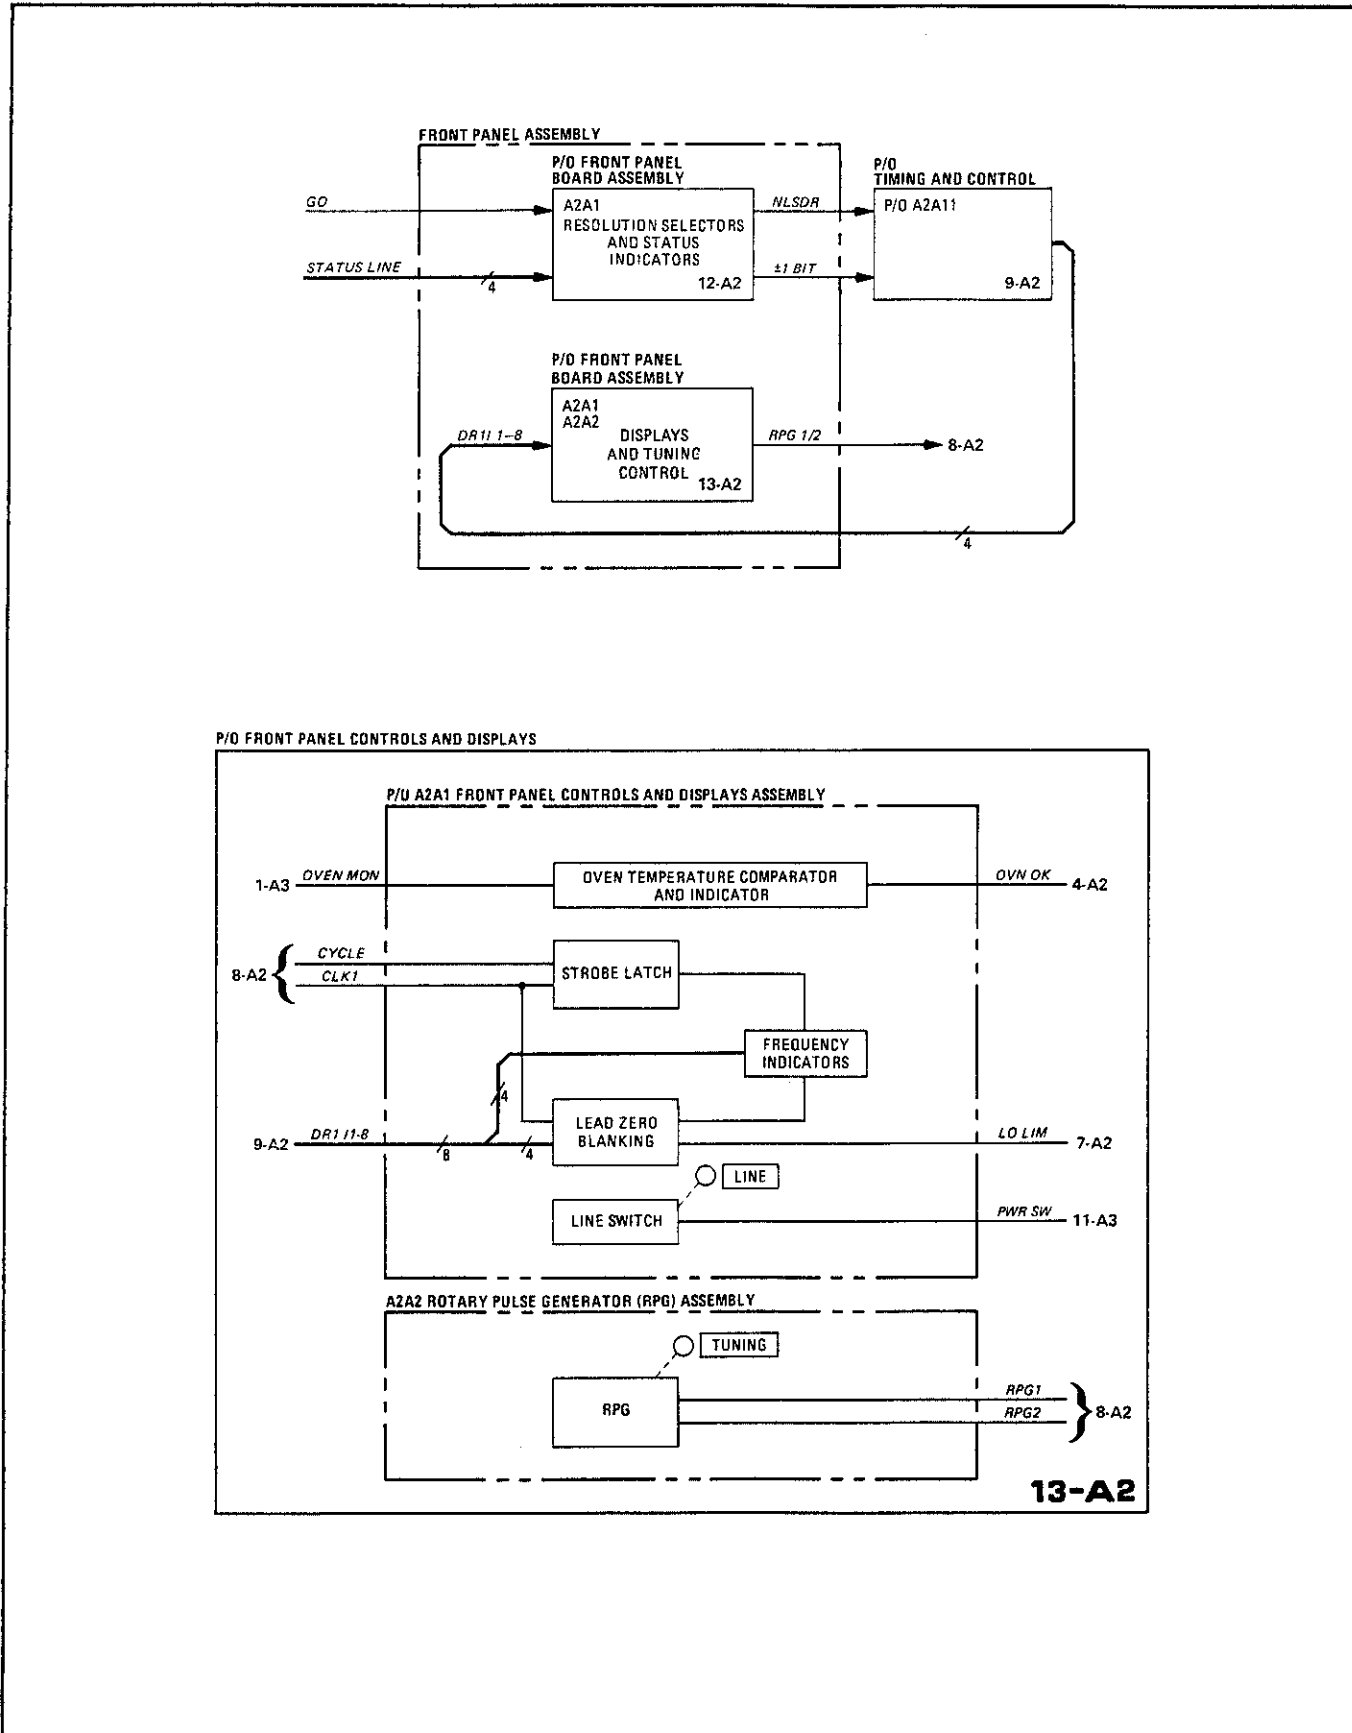 FRONT PANEL ASSEMBLY
P/O FRONT PANEL
BOARD ASSEMBLY
P/O
TIMING AND CONTROL
GO
A2A1
RESOLUTION SELECTORS
AND STATUS
INDICATORS
12-A2
NLSDR
P/O A2A11
9-A2
STATUS LINE
4
±1 BIT
P/O FRONT PANEL
BOARD ASSEMBLY
A2A1
A2A2
DISPLAYS
AND TUNING
CONTROL
13-A2
DR1I 1–8
RPG 1/2
8-A2
4
P/O FRONT PANEL CONTROLS AND DISPLAYS
P/O A2A1 FRONT PANEL CONTROLS AND DISPLAYS ASSEMBLY
1-A3
OVEN MON
OVEN TEMPERATURE COMPARATOR
AND INDICATOR
OVN OK
4-A2
8-A2 {
CYCLE
CLK1
STROBE LATCH
FREQUENCY
INDICATORS
4
LEAD ZERO
BLANKING
9-A2
DR1 I1-8
8
4
LO LIM
7-A2
LINE
LINE SWITCH
PWR SW
11-A3
A2A2 ROTARY PULSE GENERATOR (RPG) ASSEMBLY
TUNING
RPG
RPG1
RPG2
} 8-A2
13-A2